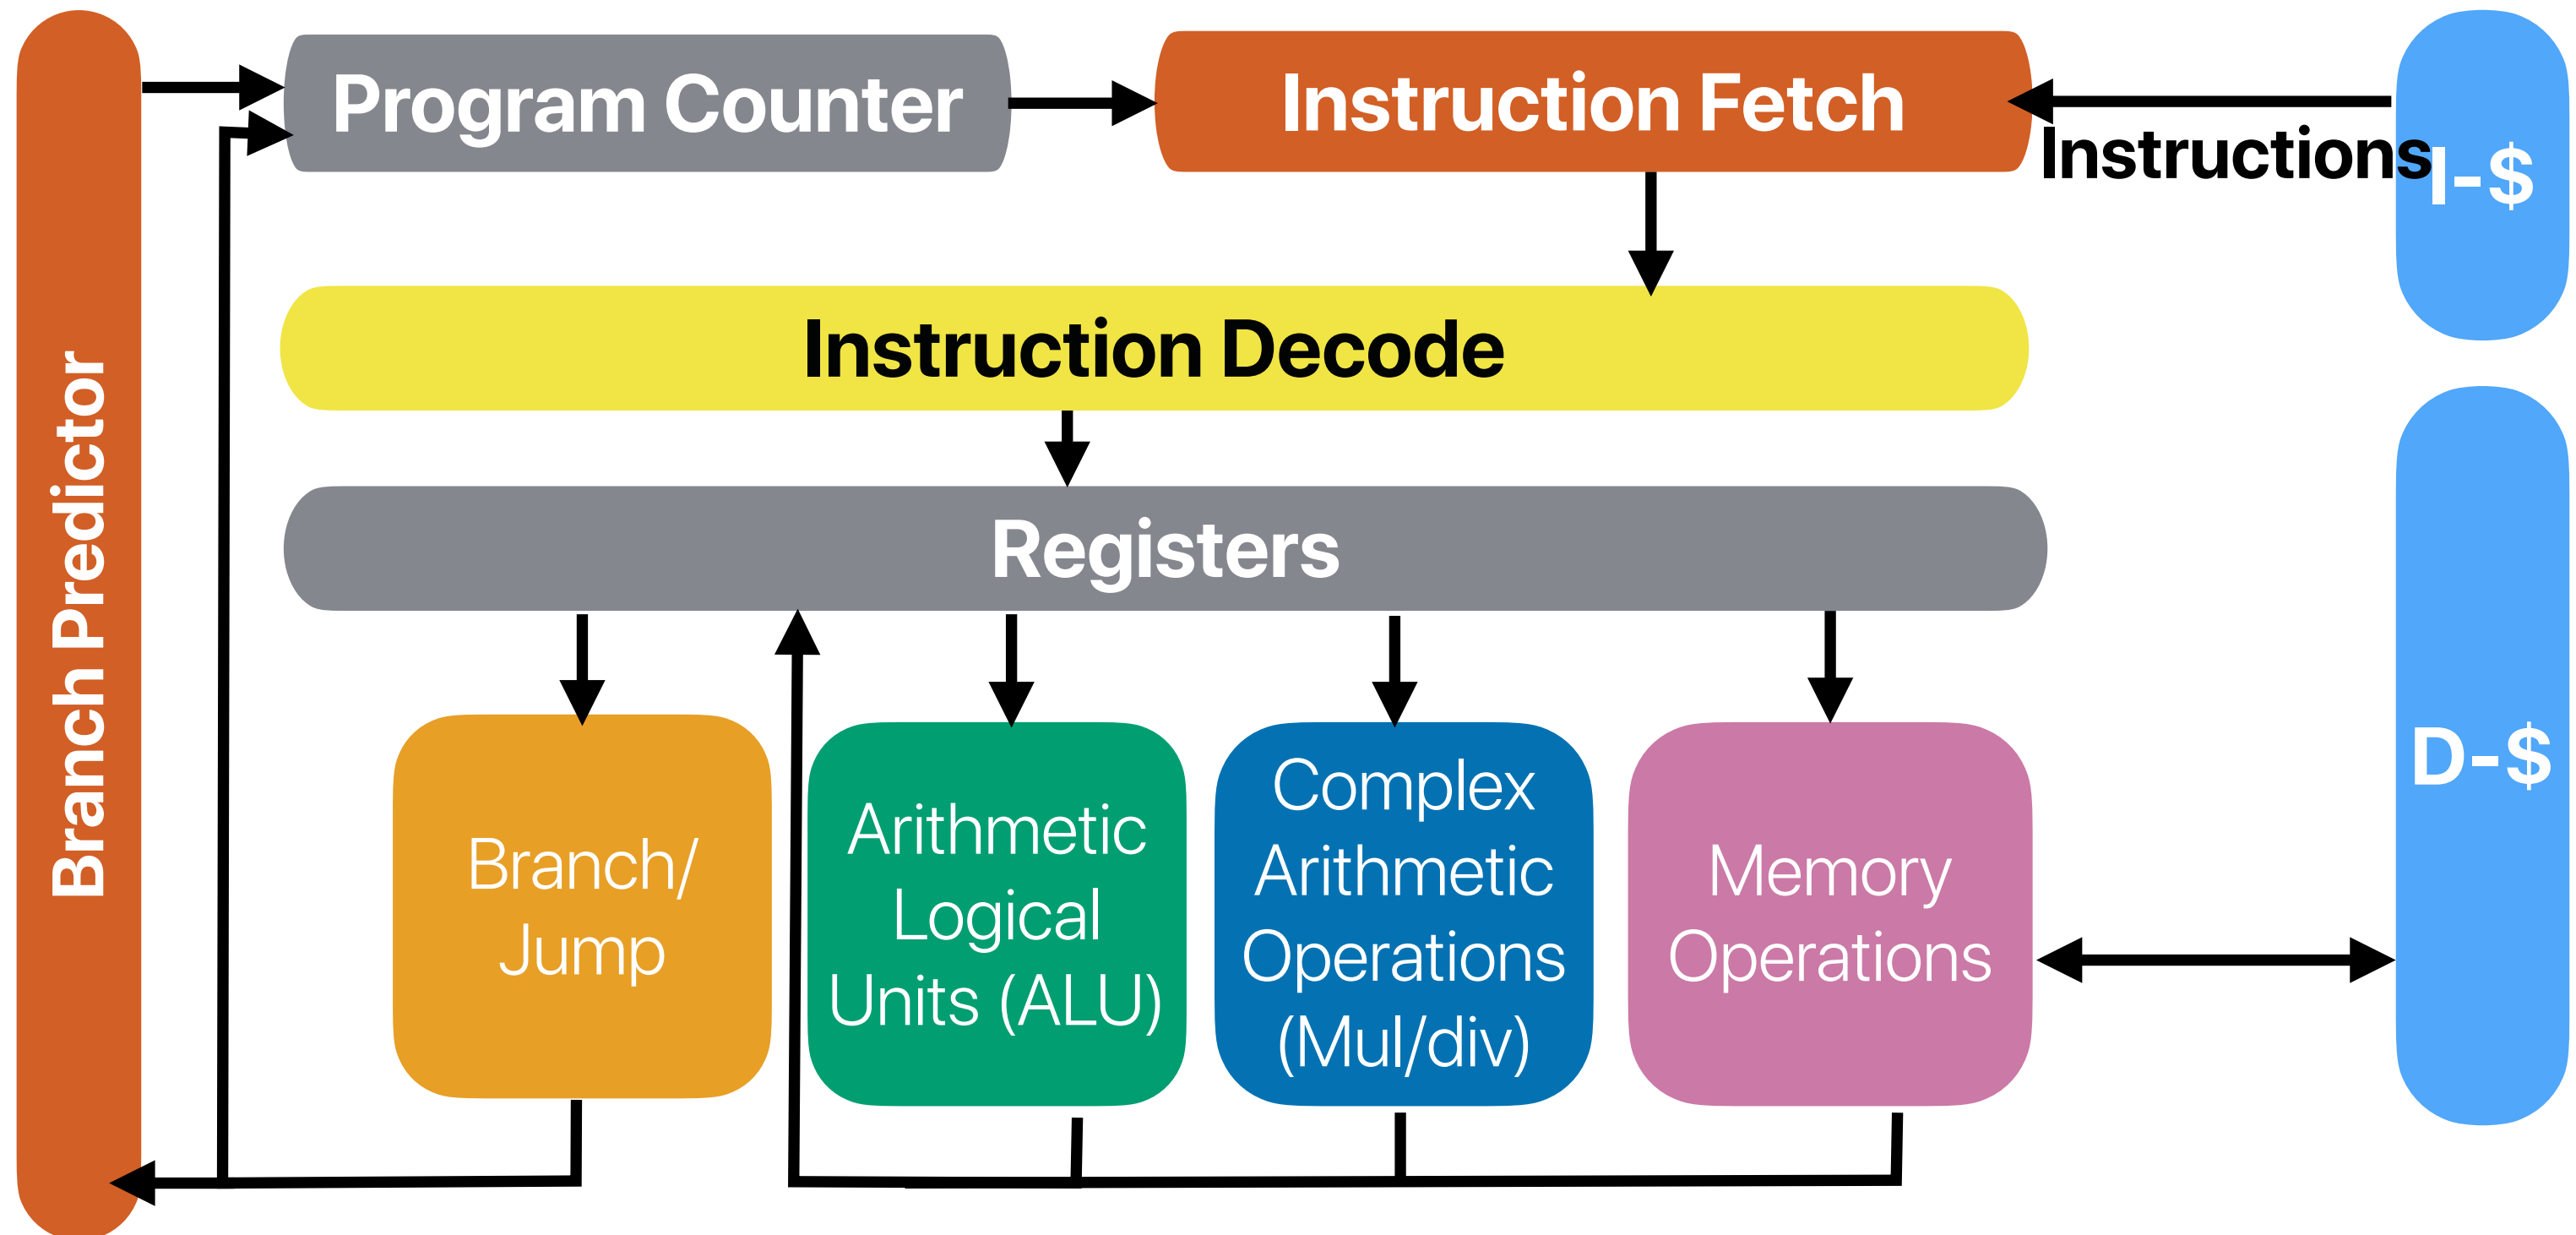 Program Counter
Instruction Fetch
Instructions
I-$
Instruction Decode
Branch Predictor
Registers
D-$
Branch/
Jump
Arithmetic
Logical
Units (ALU)
Complex
Arithmetic
Operations
(Mul/div)
Memory
Operations